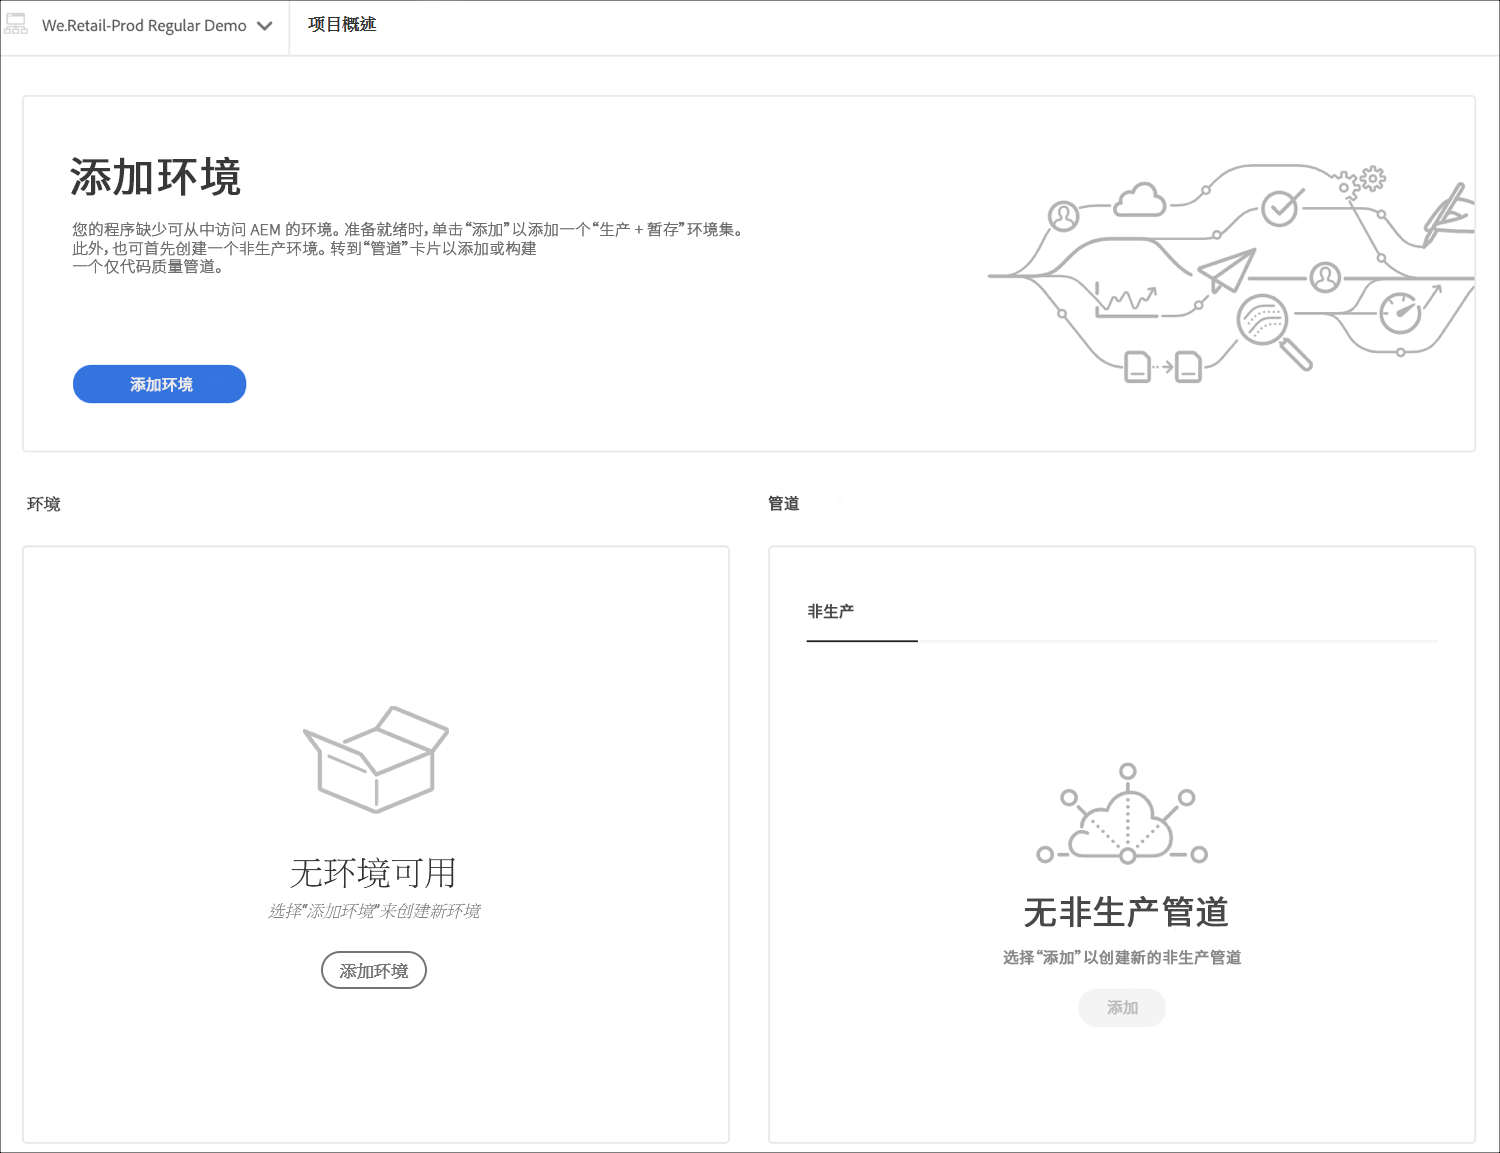 We.Retail-Prod Regular Demo
项目概述
添加环境
您的程序缺少可从中访问 AEM 的环境。准备就绪时，单击“添加”以添加一个“生产 + 暂存”环境集。
此外，也可首先创建一个非生产环境。转到“管道”卡片以添加或构建
一个仅代码质量管道。
添加环境
环境
管道
非生产
无环境可用
选择“添加环境”来创建新环境
添加环境
无非生产管道
选择“添加”以创建新的非生产管道
添加